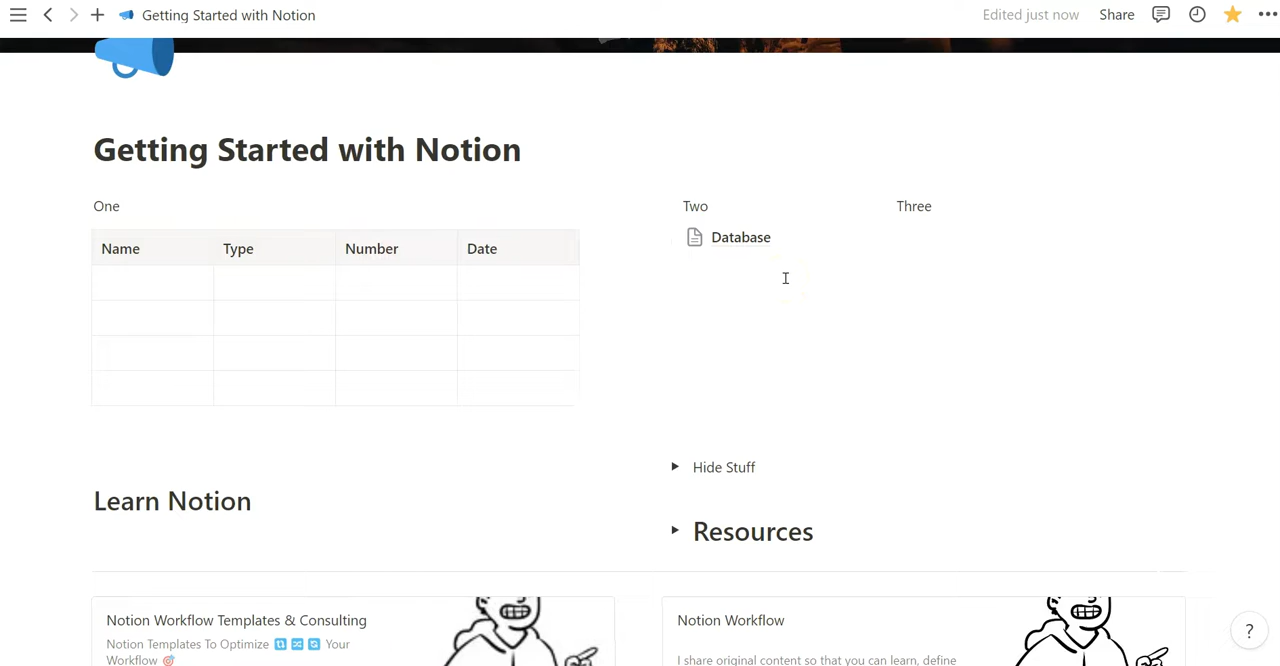 Getting Started with Notion
Edited just now Share
Getting Started with Notion
One
Two
Three
Name Type Number Date
Database
Hide Stuff
Learn Notion
Resources
Notion Workflow Templates & Consulting
Notion Templates To Optimize Your
Workflow
Notion Workflow
I share original content so that you can learn, define
?